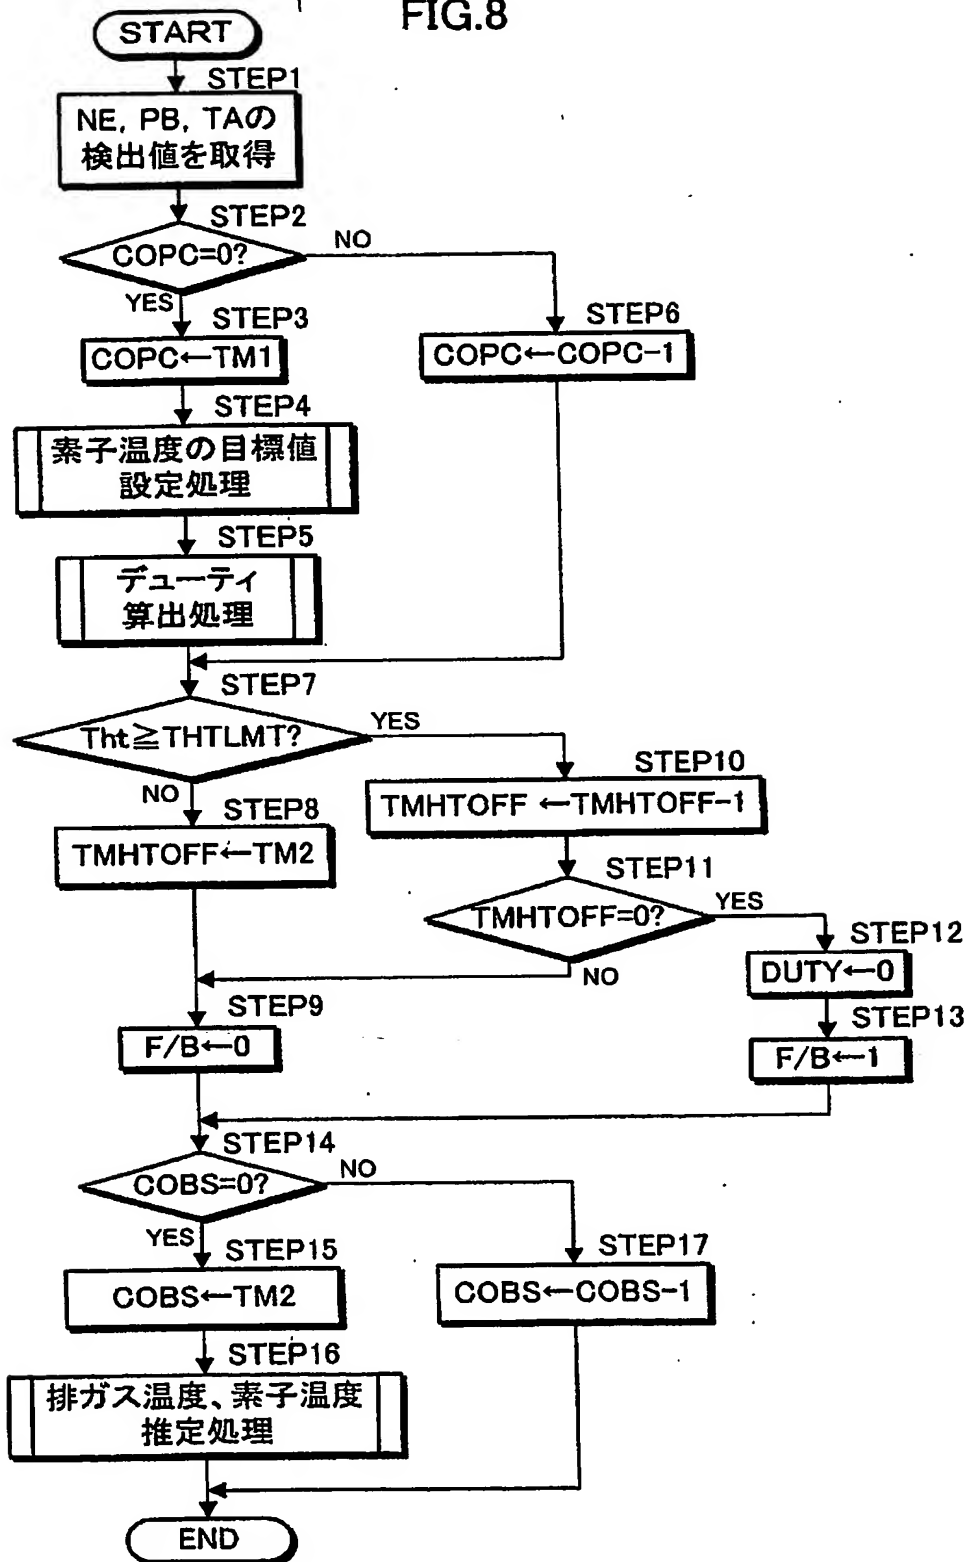 FIG.8
START
STEP1
NE, PB, TAの
検出値を取得
STEP2
COPC=0?
NO
YES
STEP3
COPC←TM1
STEP6
COPC←COPC-1
STEP4
素子温度の目標値
設定処理
STEP5
デューティ
算出処理
STEP7
Tht≧THTLMT?
YES
NO
STEP8
TMHTOFF←TM2
STEP10
TMHTOFF ←TMHTOFF-1
STEP11
TMHTOFF=0?
YES
NO
STEP12
DUTY←0
STEP9
F/B←0
STEP13
F/B←1
STEP14
COBS=0?
NO
YES
STEP15
COBS←TM2
STEP17
COBS←COBS-1
STEP16
排ガス温度、素子温度
推定処理
END